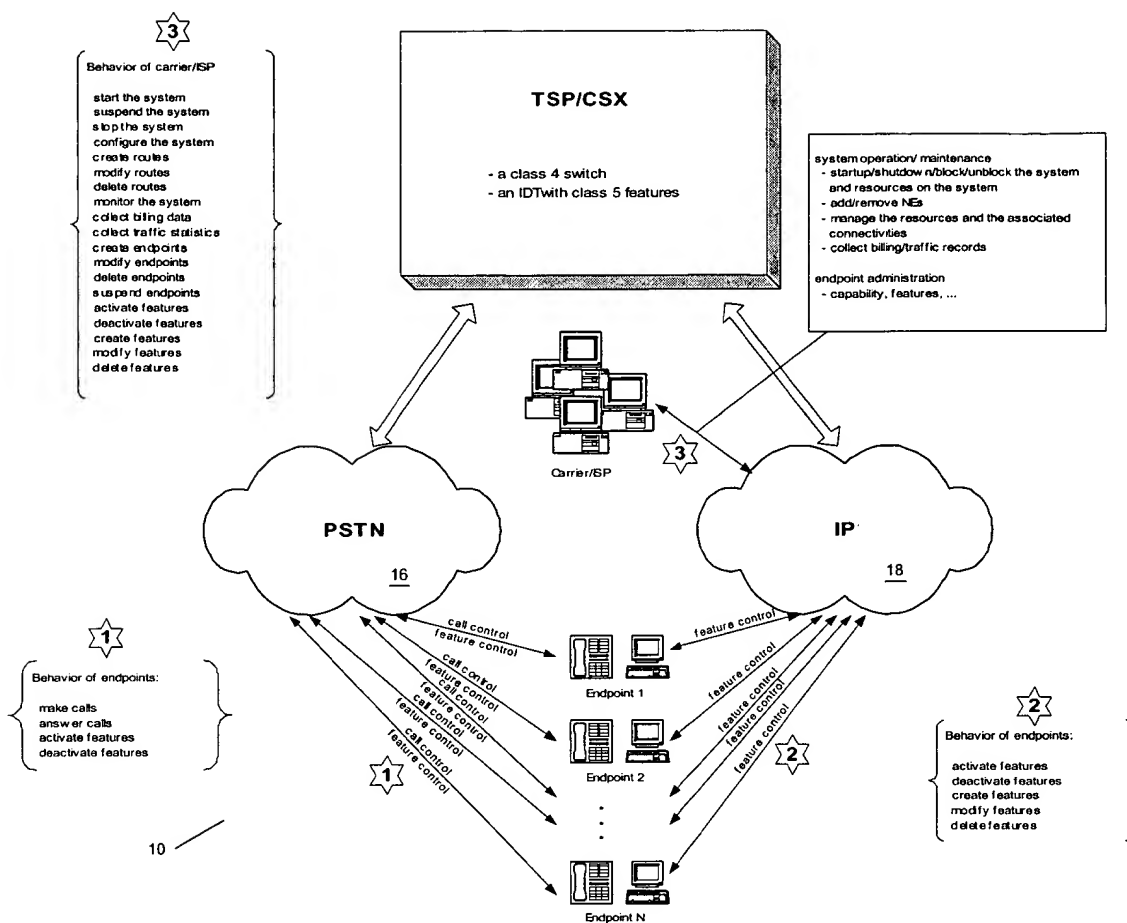 3
Behavior of carrier/ISP
start the system
suspend the system
stop the system
configure the system
create routes
modify routes
delete routes
monitor the system
collect billing data
collect traffic statistics
create endpoints
modify endpoints
delete endpoints
suspend endpoints
activate features
deactivate features
create features
modify features
delete features
TSP/CSX
- a class 4 switch
- an IDTwith class 5 features
system operation/ maintenance
- startup/shutdown/block/unblock the system
and resources on the system
- add/remove NEs
- manage the resources and the associated
connectivities
- collect billing/traffic records
endpoint administration
- capability, features, ...
Carrier/ISP
3
PSTN
16
IP
18
call control
feature control
feature control
Endpoint 1
call control
feature control
feature control
Endpoint 2
call control
feature control
feature control
feature control
call control
feature control
feature control
1
2
Endpoint N
1
Behavior of endpoints:
make calls
answer calls
activate features
deactivate features
2
Behavior of endpoints:
activate features
deactivate features
create features
modify features
delete features
10